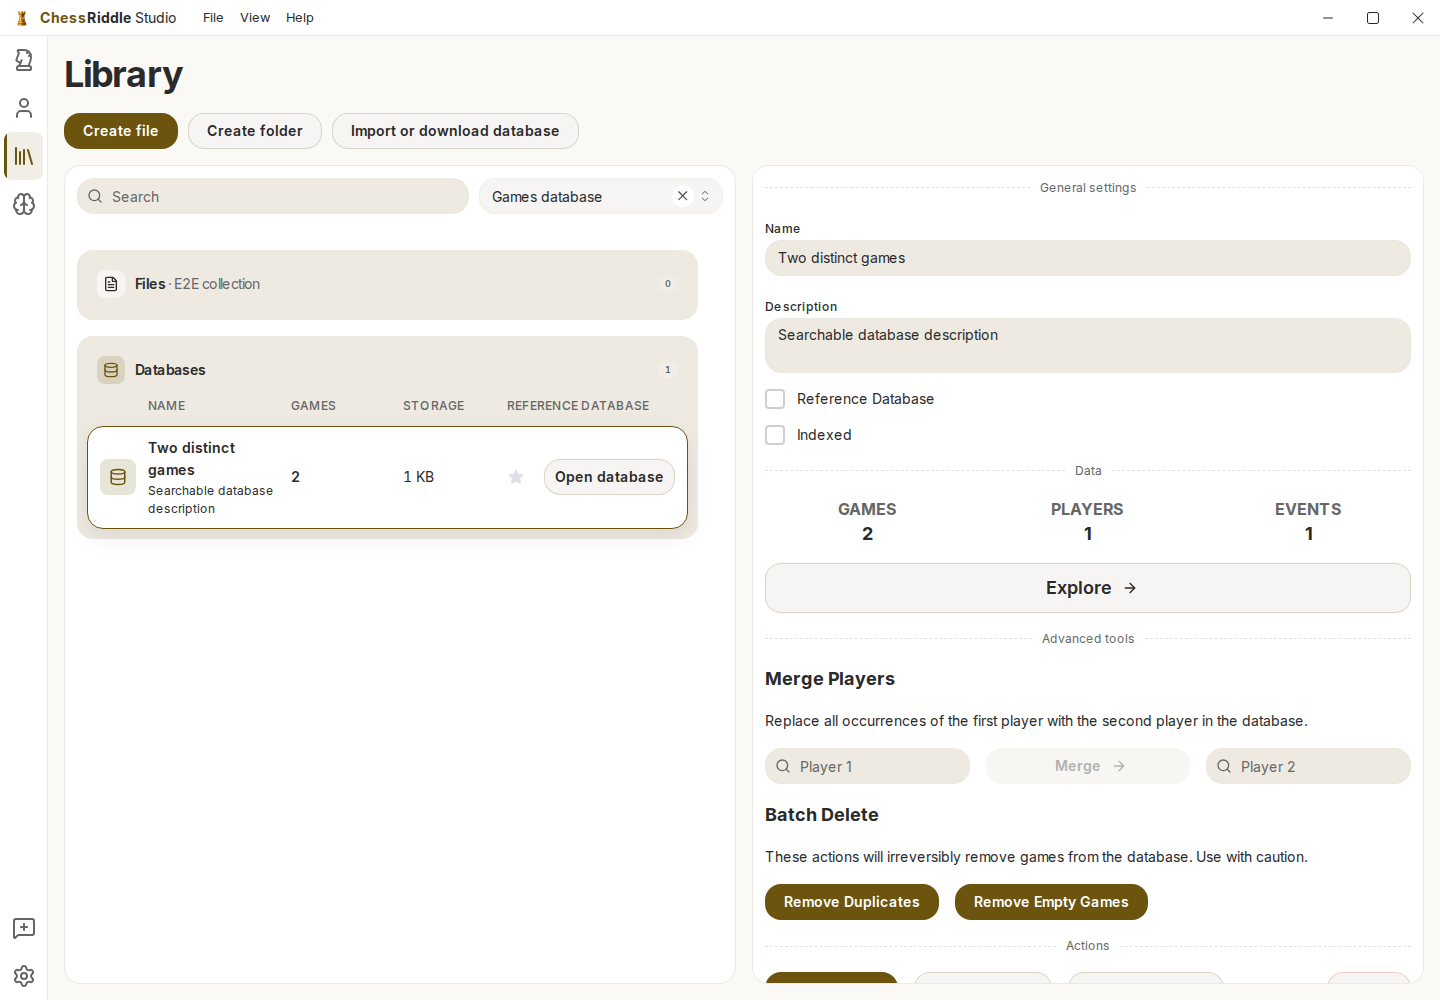 ChessRiddle Studio File View Help
Library
Create file Create folder Import or download database
Search Games database
Files · E2E collection 0
Databases 1
NAME GAMES STORAGE REFERENCE DATABASE
Two distinct games
Searchable database description
2 1 KB Open database
General settings
Name
Two distinct games
Description
Searchable database description
Reference Database
Indexed
Data
GAMES PLAYERS EVENTS
2 1 1
Explore
Advanced tools
Merge Players
Replace all occurrences of the first player with the second player in the database.
Player 1 Merge Player 2
Batch Delete
These actions will irreversibly remove games from the database. Use with caution.
Remove Duplicates Remove Empty Games
Actions